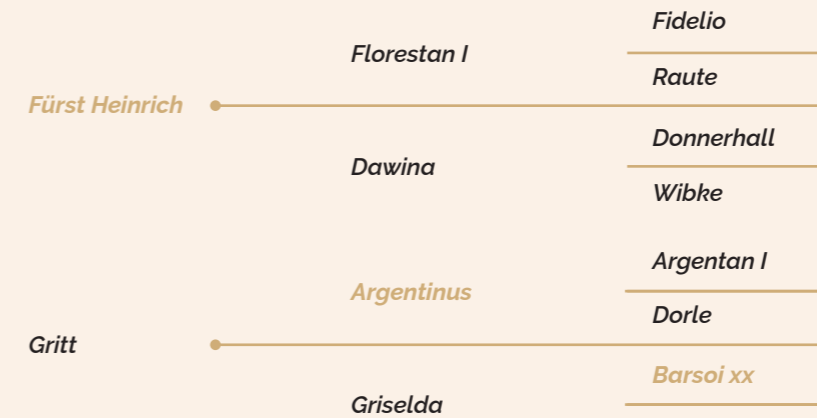 Fidelio
Florestan I
Raute
Fürst Heinrich
Donnerhall
Dawina
Wibke
Argentan I
Argentinus
Dorle
Gritt
Barsoi xx
Griselda